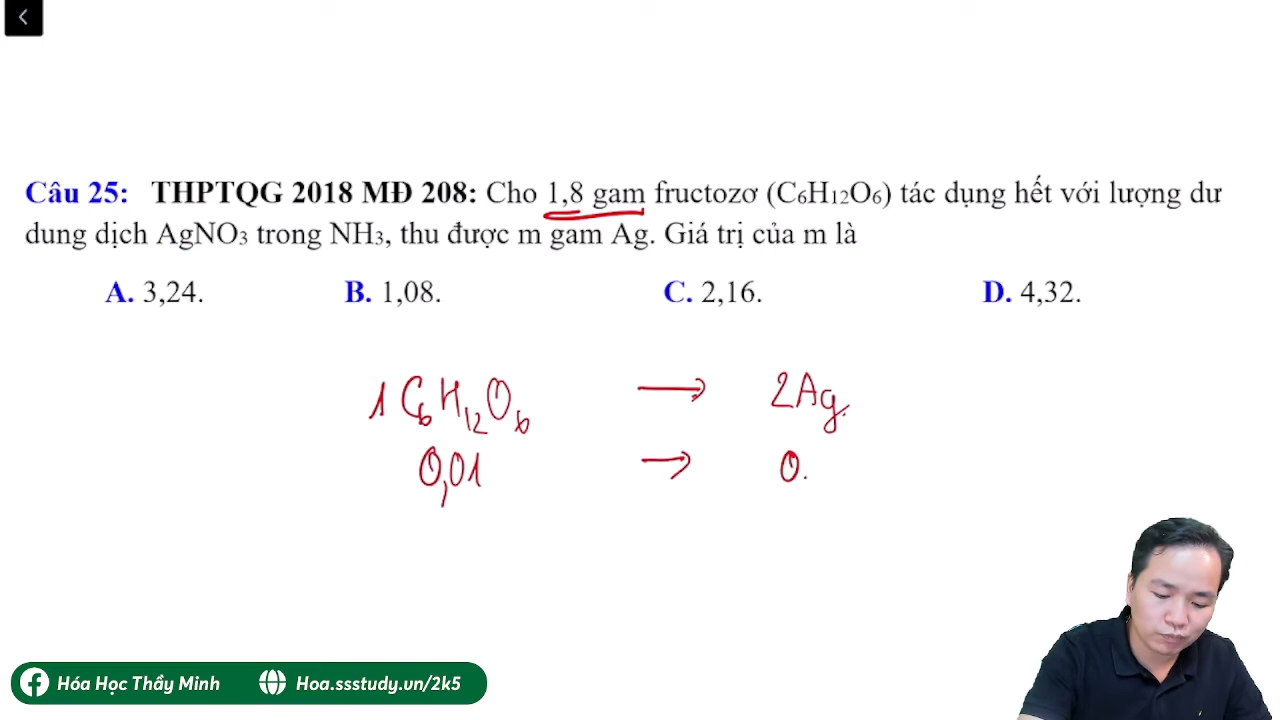 Câu 25: THPTQG 2018 MĐ 208: Cho 1,8 gam fructozơ (C6H12O6) tác dụng hết với lượng dư
dung dịch AgNO3 trong NH3, thu được m gam Ag. Giá trị của m là
A. 3,24. B. 1,08. C. 2,16. D. 4,32.
1 C6H12O6 → 2Ag.
0,01 → 0.
Hóa Học Thầy Minh Hoa.ssstudy.vn/2k5